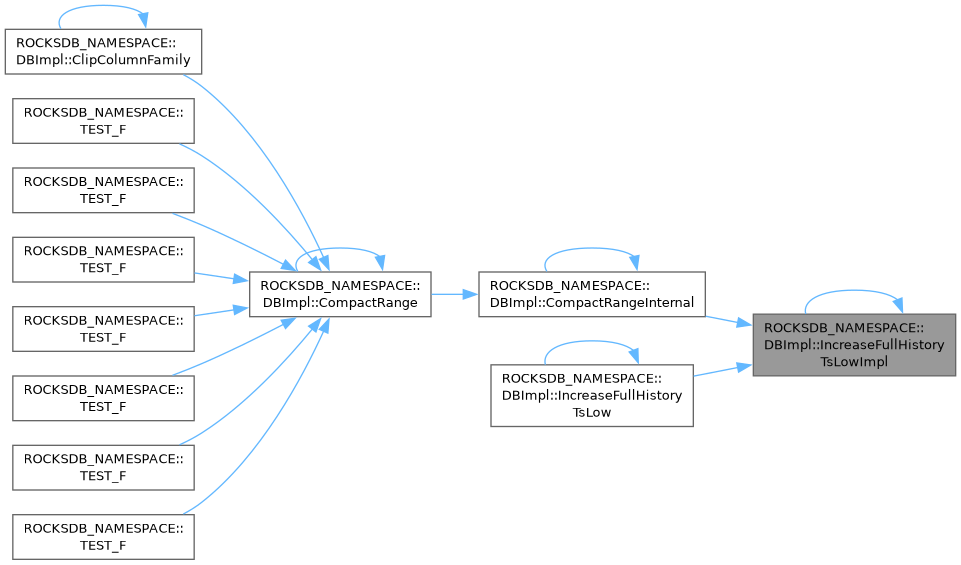 ROCKSDB_NAMESPACE::
DBImpl::ClipColumnFamily
ROCKSDB_NAMESPACE::
TEST_F
ROCKSDB_NAMESPACE::
TEST_F
ROCKSDB_NAMESPACE::
TEST_F
ROCKSDB_NAMESPACE::
TEST_F
ROCKSDB_NAMESPACE::
TEST_F
ROCKSDB_NAMESPACE::
TEST_F
ROCKSDB_NAMESPACE::
TEST_F
ROCKSDB_NAMESPACE::
DBImpl::CompactRange
ROCKSDB_NAMESPACE::
DBImpl::CompactRangeInternal
ROCKSDB_NAMESPACE::
DBImpl::IncreaseFullHistory
TsLow
ROCKSDB_NAMESPACE::
DBImpl::IncreaseFullHistory
TsLowImpl